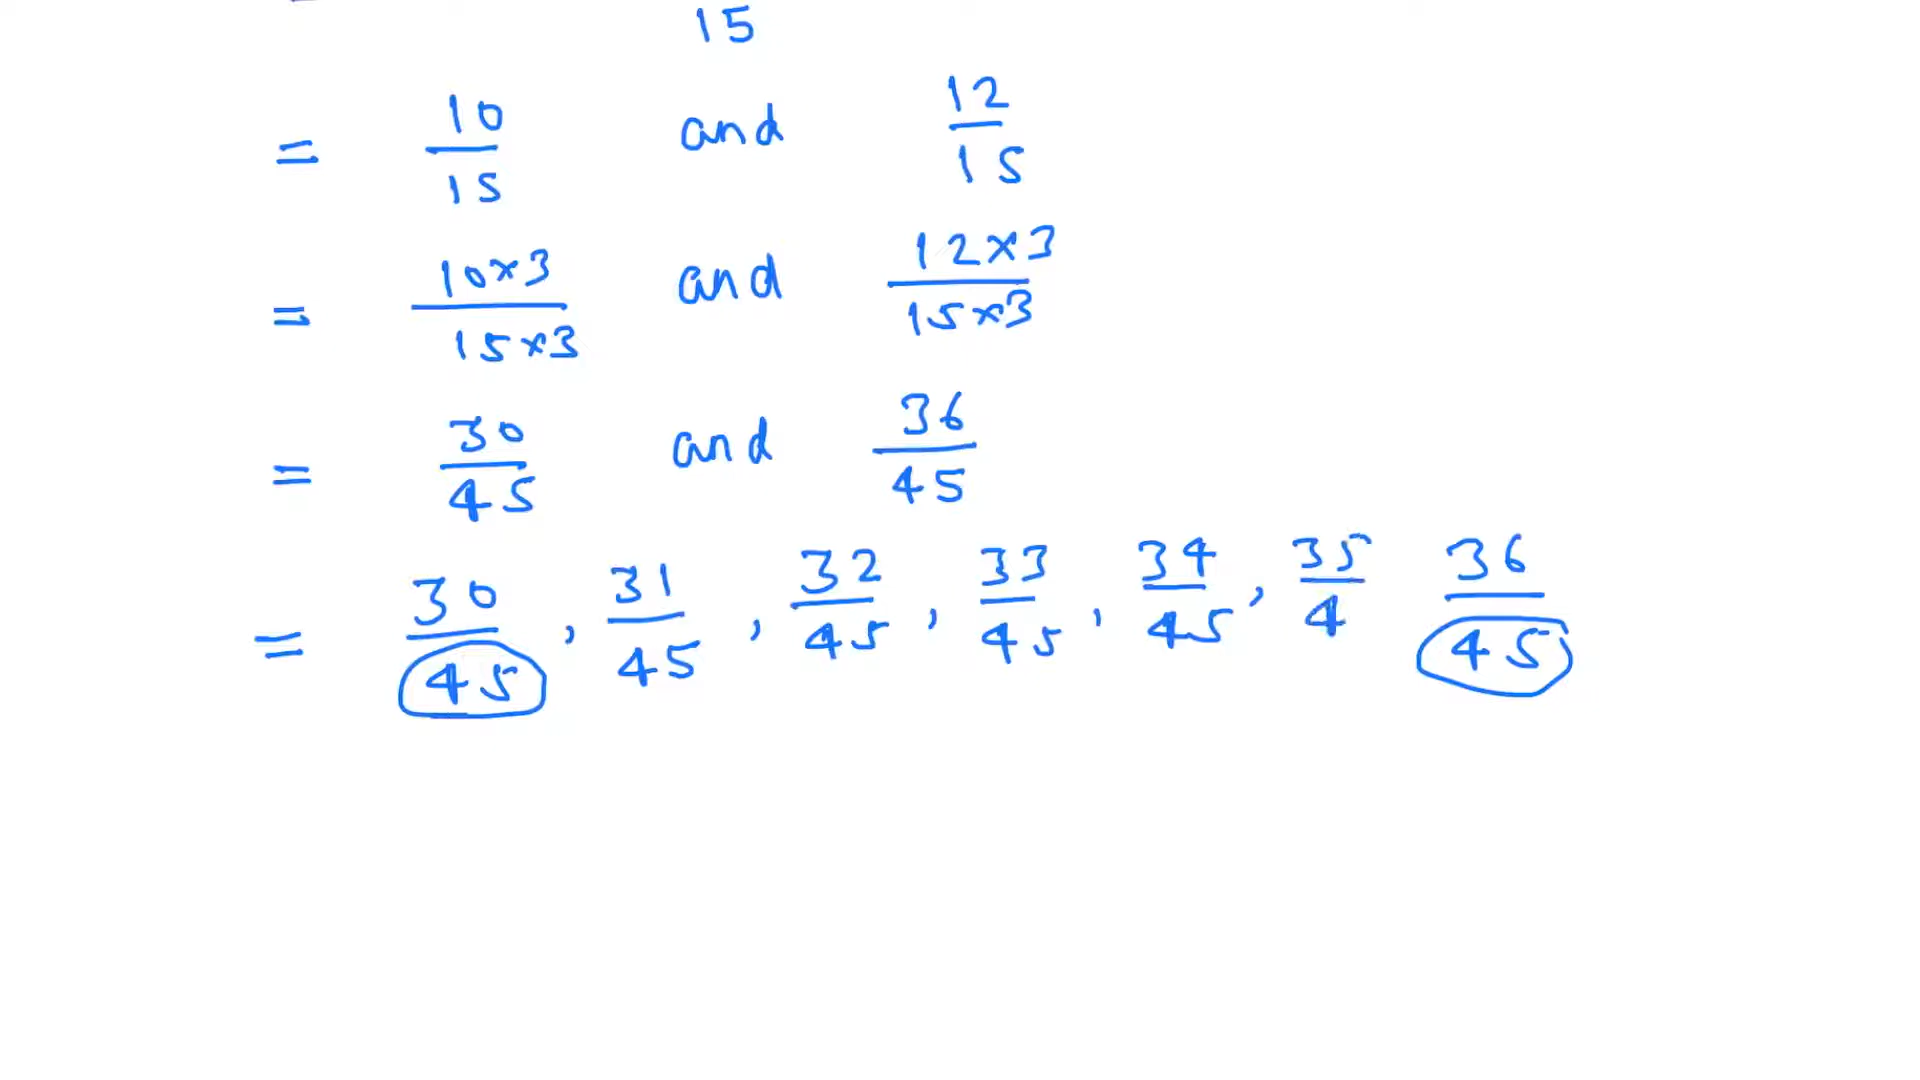 15
= 10/15 and 12/15
= 10×3/15×3 and 12×3/15×3
= 30/45 and 36/45
= 30/45, 31/45, 32/45, 33/45, 34/45, 35/4 36/45